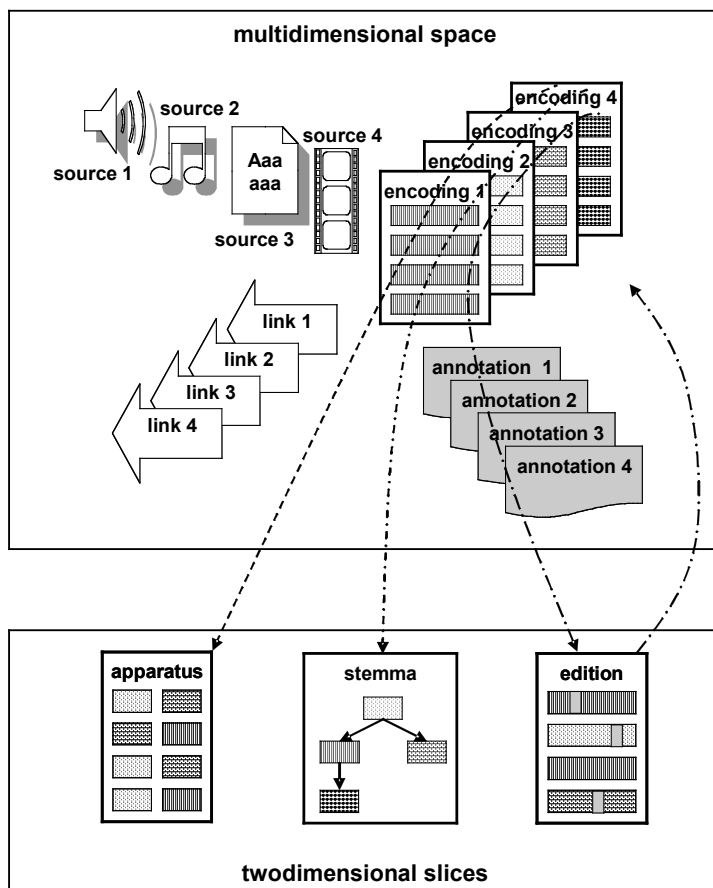 multidimensional space
source 1
source 2
Aaa
aaa
source 3
source 4
encoding 4
encoding 3
encoding 2
encoding 1
link 1
link 2
link 3
link 4
annotation 1
annotation 2
annotation 3
annotation 4
apparatus
stemma
edition
twodimensional slices